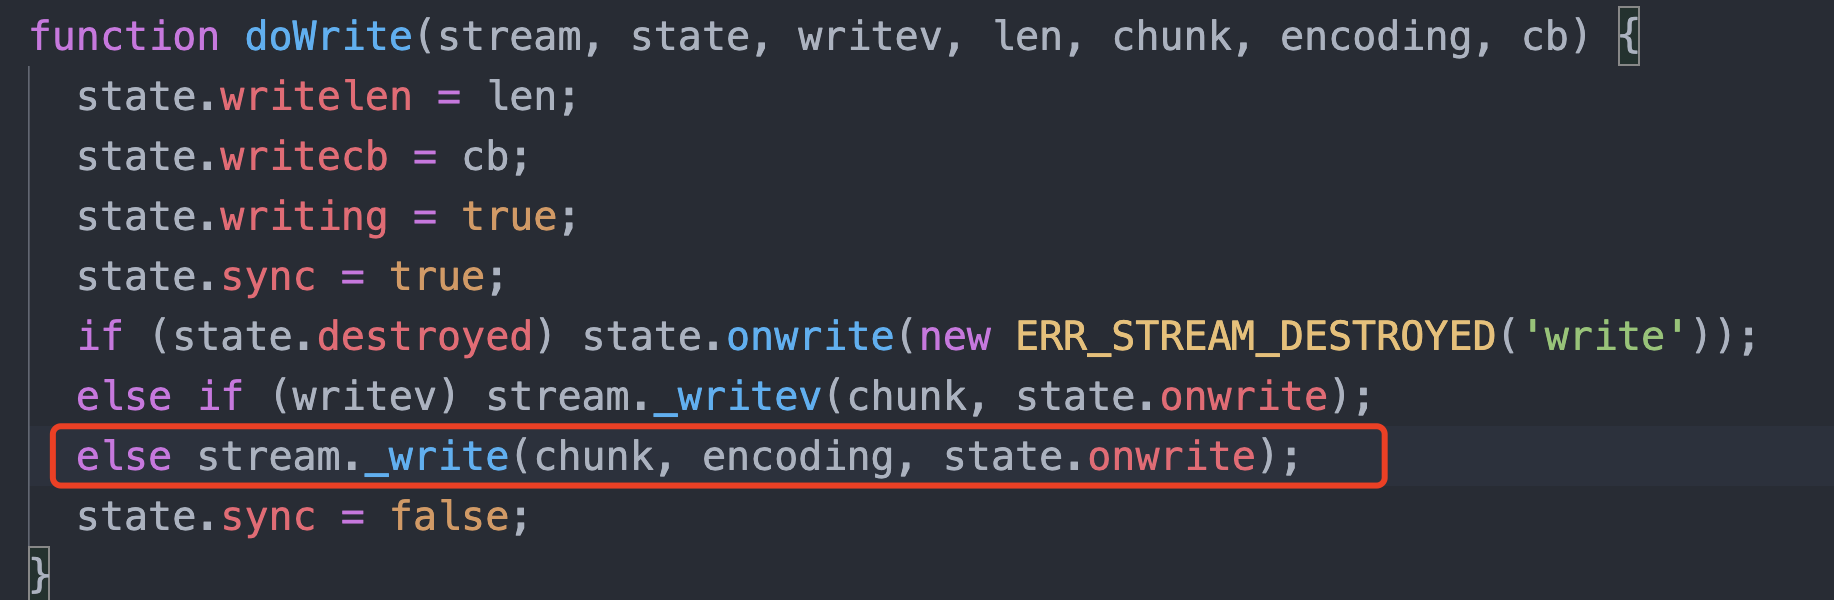 function doWrite(stream, state, writev, len, chunk, encoding, cb) {
state.writelen = len;
state.writecb = cb;
state.writing = true;
state.sync = true;
if (state.destroyed) state.onwrite(new ERR_STREAM_DESTROYED('write'));
else if (writev) stream._writev(chunk, state.onwrite);
else stream._write(chunk, encoding, state.onwrite);
state.sync = false;
}